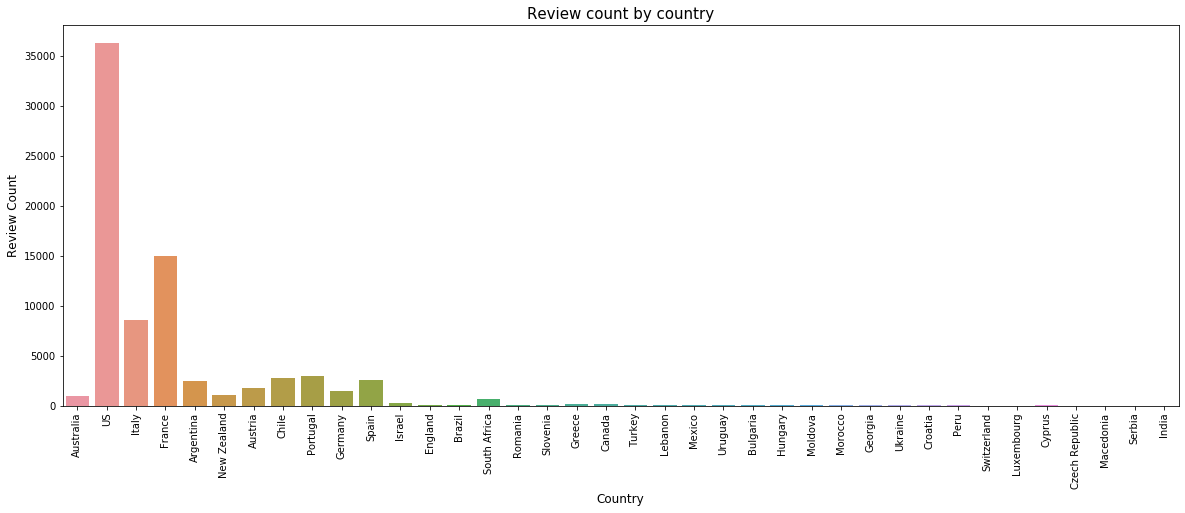 Review count by country
Review Count
35000
30000
25000
20000
15000
10000
5000
0
Australia
US
Italy
France
Argentina
New Zealand
Austria
Chile
Portugal
Germany
Spain
Israel
England
Brazil
South Africa
Romania
Slovenia
Greece
Canada
Turkey
Lebanon
Mexico
Uruguay
Bulgaria
Hungary
Moldova
Morocco
Georgia
Ukraine
Croatia
Peru
Switzerland
Luxembourg
Cyprus
Czech Republic
Macedonia
Serbia
India
Country